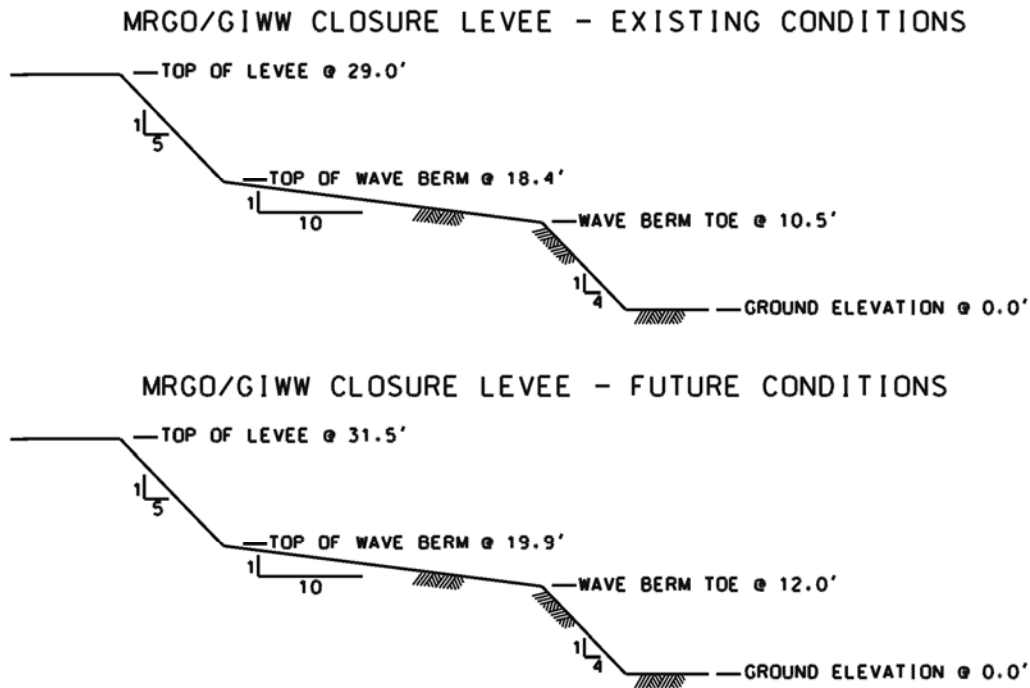 MRGO/GIWW CLOSURE LEVEE - EXISTING CONDITIONS
TOP OF LEVEE @ 29.0'
1
5
TOP OF WAVE BERM @ 18.4'
1
10
WAVE BERM TOE @ 10.5'
1
4
GROUND ELEVATION @ 0.0'
MRGO/GIWW CLOSURE LEVEE - FUTURE CONDITIONS
TOP OF LEVEE @ 31.5'
1
5
TOP OF WAVE BERM @ 19.9'
1
10
WAVE BERM TOE @ 12.0'
1
4
GROUND ELEVATION @ 0.0'